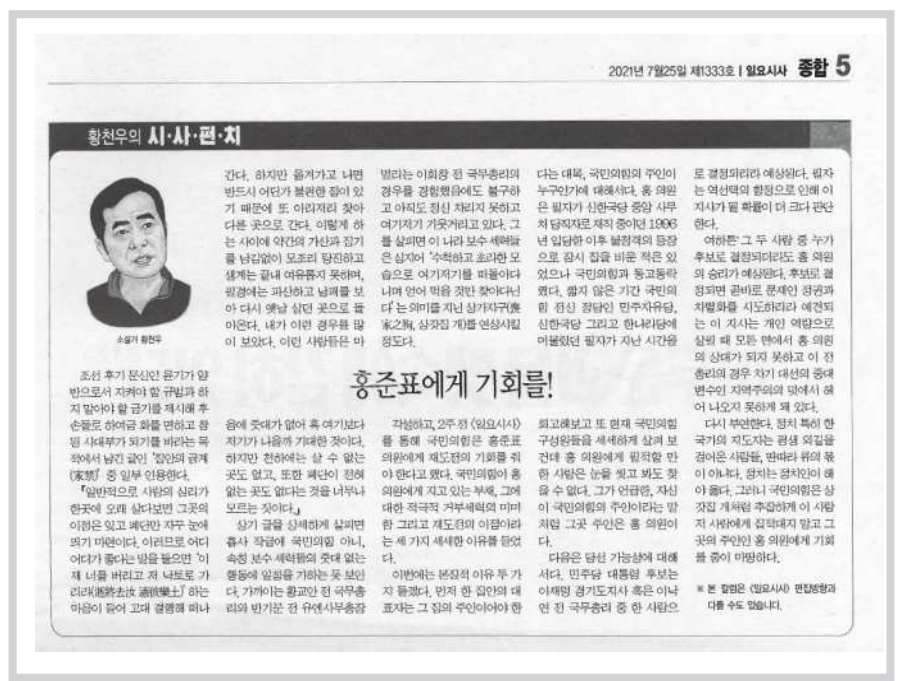 2021년 7월25일 제1333호 | 일요시사 종합 5
황천우의 시·사·펀·치
소설가 황천우
홍준표에게 기회를!
조선 후기 문신인 윤기가 양
반으로서 지켜야 할 규범과 하
지 말아야 할 금기를 제시해 후
손들로 하여금 화를 면하고 참
된 사대부가 되기를 바라는 목
적에서 남긴 글인 '집안의 금계
(家禁)' 중 일부 인용한다.
『일반적으로 사람의 심리가
한곳에 오래 살다보면 그곳의
이점은 잊고 폐단만 자꾸 눈에
띄기 마련이다. 이러므로 어디
어디가 좋다는 말을 들으면 '이
제 너를 버리고 저 낙토로 가
리라(逝將去汝 適彼樂土)' 하는
마음이 들어 고대 결행해 떠나
간다. 하지만 옮겨가고 나면
반드시 어딘가 불편한 점이 있
기 때문에 또 이리저리 찾아
다른 곳으로 간다. 이렇게 하
는 사이에 약간의 가산과 집기
를 남김없이 모조리 탕진하고
생계는 끝내 여유롭지 못하며,
필경에는 파산하고 낭패를 보
아 다시 옛날 살던 곳으로 돌
아온다. 내가 이런 경우를 많
이 보았다. 이런 사람들은 마
음에 줏대가 없어 혹 여기보다
저기가 나을까 기대한 것이다.
하지만 천하에는 살 수 없는
곳도 없고, 또한 폐단이 전혀
없는 곳도 없다는 것을 너무나
모르는 짓이다.』
상기 글을 상세하게 살피면
흡사 작금에 국민의힘 아니,
속칭 보수 세력들의 줏대 없는
행동에 일침을 가하는 듯 보인
다. 가까이는 황교안 전 국무총
리와 반기문 전 유엔사무총장
멀리는 이회창 전 국무총리의
경우를 경험했음에도 불구하
고 아직도 정신 차리지 못하고
여기저기 기웃거리고 있다. 그
를 살피면 이 나라 보수 세력들
은 심지어 '수척하고 초라한 모
습으로 여기저기를 떠돌아다
니며 얻어 먹을 것만 찾아다닌
다'는 의미를 지닌 상가지구(喪
家之狗, 상갓집 개)를 연상시킬
정도다.
각설하고, 2주 전 〈일요시사〉
를 통해 국민의힘은 홍준표
의원에게 재도전의 기회를 줘
야 한다고 했다. 국민의힘이 홍
의원에게 지고 있는 부채, 그에
대한 적극적 거부세력의 미미
함 그리고 재도전의 이점이라
는 세 가지 세세한 이유를 들었
다.
이번에는 본질적 이유 두 가
지 들겠다. 먼저 한 집안의 대
표자는 그 집의 주인이어야 한
다는 대목, 국민의힘의 주인이
누구인가에 대해서다. 홍 의원
은 필자가 신한국당 중앙 사무
처 당직자로 재직 중이던 1996
년 입당한 이후 불청객의 등장
으로 잠시 집을 비운 적은 있
었으나 국민의힘과 동고동락
했다. 짧지 않은 기간 국민의
힘 전신 정당인 민주자유당,
신한국당 그리고 한나라당에
머물렀던 필자가 지난 시간을
회고해보고 또 현재 국민의힘
구성원들을 세세하게 살펴 보
건데 홍 의원에게 필적할 만
한 사람은 눈을 씻고 봐도 찾
을 수 없다. 그가 언급한, 자신
이 국민의힘의 주인이라는 말
처럼 그곳 주인은 홍 의원이
다.
다음은 당선 가능성에 대해
서다. 민주당 대통령 후보는
이재명 경기도지사 혹은 이낙
연 전 국무총리 중 한 사람으
로 결정되리라 예상된다. 필자
는 역선택의 함정으로 인해 이
지사가 될 확률이 더 크다 판단
한다.
여하튼 그 두 사람 중 누가
후보로 결정되더라도 홍 의원
의 승리가 예상된다. 후보로 결
정되면 곧바로 문재인 정권과
차별화를 시도하리라 예견되
는 이 지사는 개인 역량으로
살필 때 모든 면에서 홍 의원
의 상대가 되지 못하고 이 전
총리의 경우 차기 대선의 중대
변수인 지역주의의 덫에서 헤
어 나오지 못하게 돼 있다.
다시 부연한다. 정치 특히 한
국가의 지도자는 평생 외길을
걸어온 사람들, 딴따라 류의 몫
이 아니다. 정치는 정치인이 해
야 옳다. 그러니 국민의힘은 상
갓집 개처럼 추잡하게 이 사람
저 사람에게 집적대지 말고 그
곳의 주인인 홍 의원에게 기회
를 줌이 마땅하다.
※ 본 칼럼은 〈일요시사〉 편집방향과
다를 수도 있습니다.